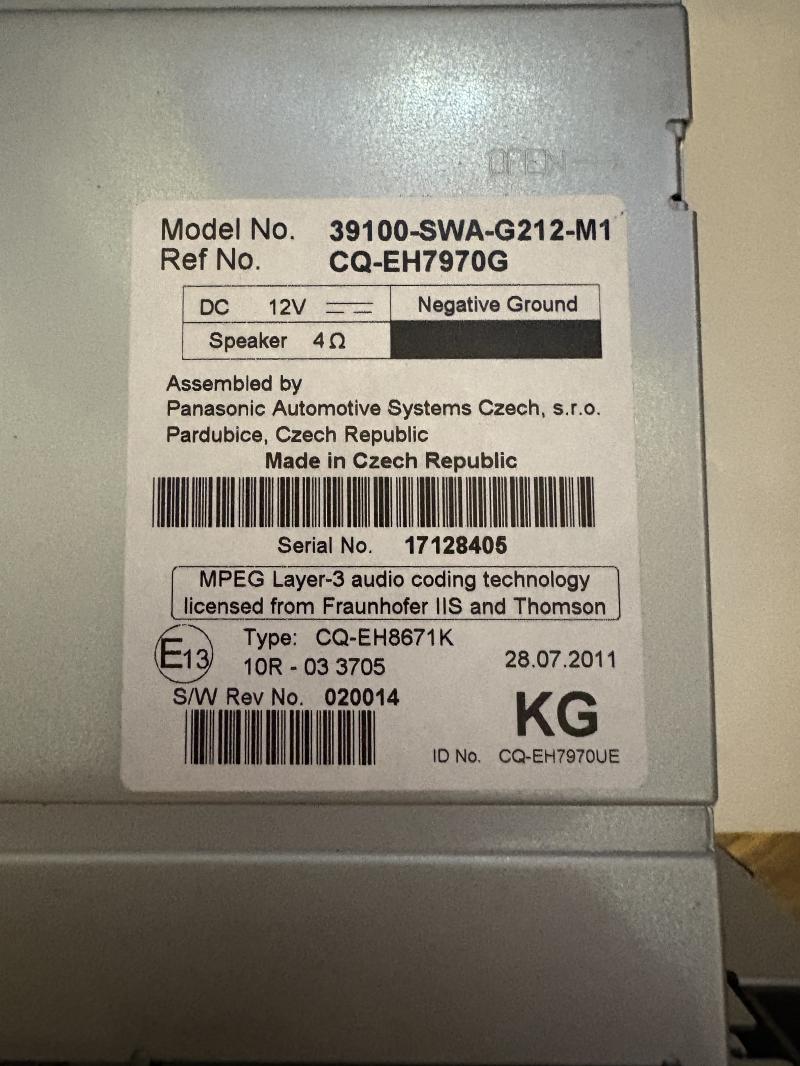 OPEN
Model No. 39100-SWA-G212-M1
Ref No. CQ-EH7970G
DC 12V Negative Ground
Speaker 4Ω
Assembled by
Panasonic Automotive Systems Czech, s.r.o.
Pardubice, Czech Republic
Made in Czech Republic
Serial No. 17128405
MPEG Layer-3 audio coding technology
licensed from Fraunhofer IIS and Thomson
E13 Type: CQ-EH8671K
10R - 03 3705 28.07.2011
S/W Rev No. 020014
KG
ID No. CQ-EH7970UE